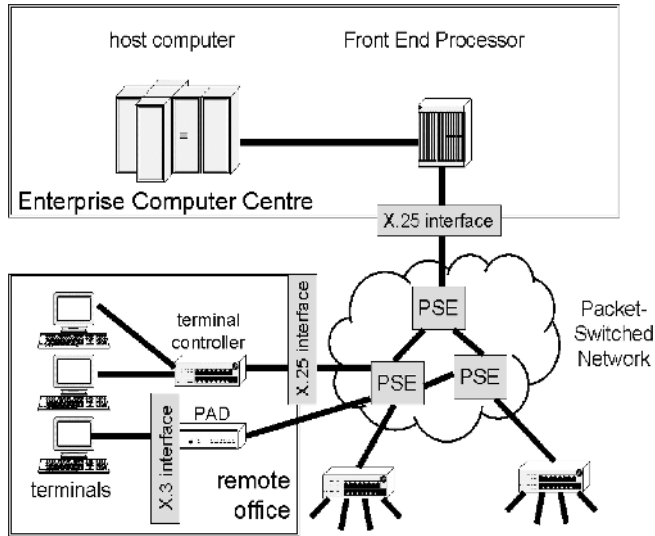 host computer
Front End Processor
Enterprise Computer Centre
X.25 interface
PSE
Packet-
Switched
Network
terminal
controller
X.25 interface
PSE
PSE
PAD
X.3 interface
terminals
remote
office